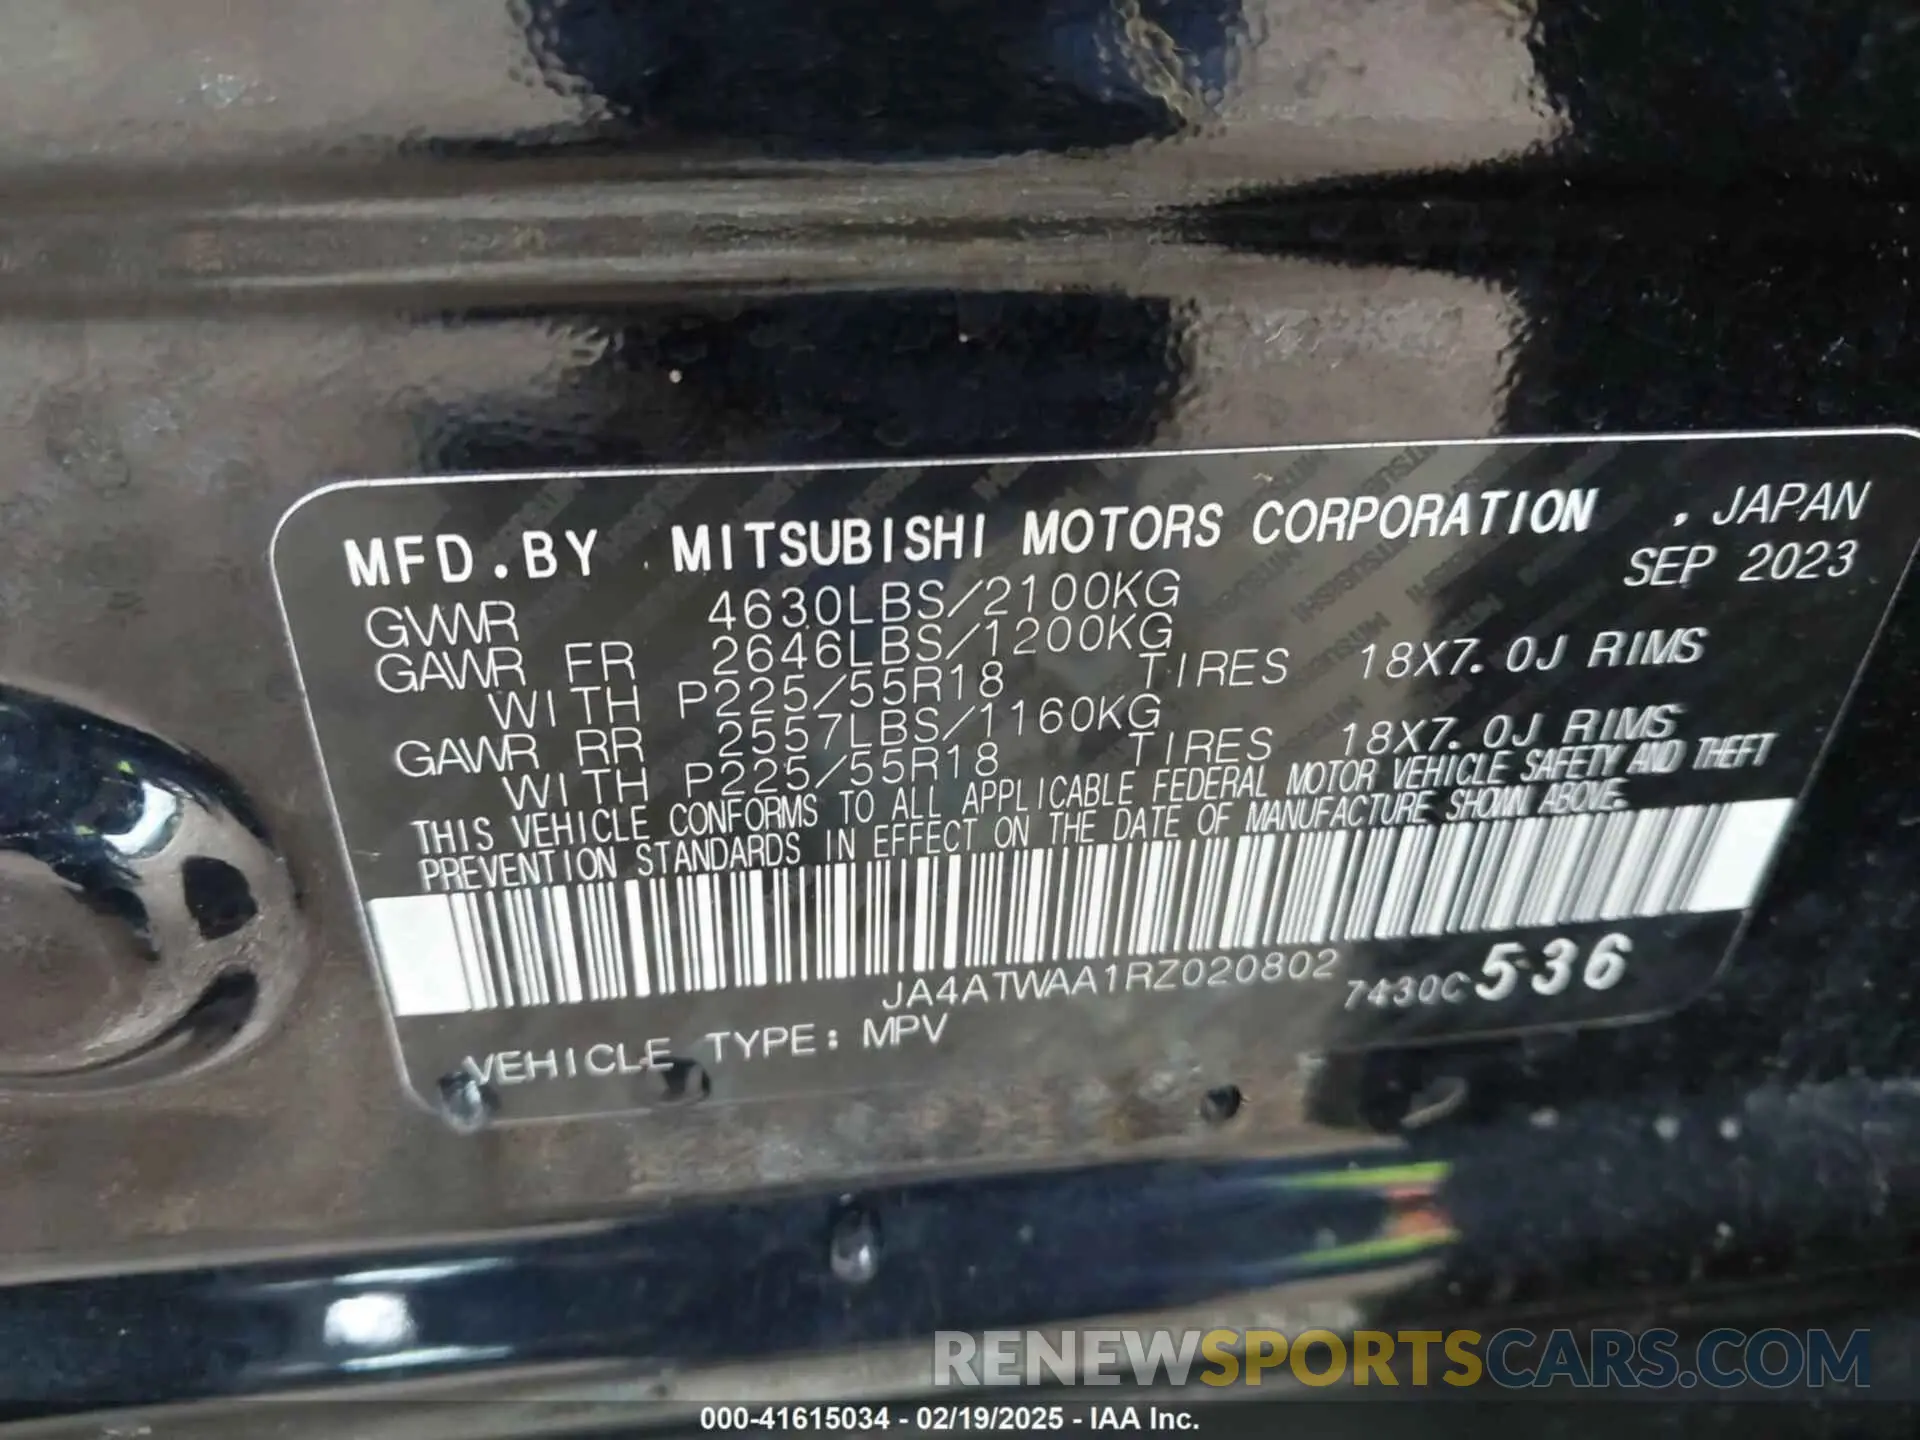 MFD.BY MITSUBISHI MOTORS CORPORATION , JAPAN
SEP 2023
GVWR 4630LBS/2100KG
GAWR FR 2646LBS/1200KG
WITH P225/55R18 TIRES 18X7.0J RIMS
GAWR RR 2557LBS/1160KG
WITH P225/55R18 TIRES 18X7.0J RIMS
THIS VEHICLE CONFORMS TO ALL APPLICABLE FEDERAL MOTOR VEHICLE SAFETY AND THEFT
PREVENTION STANDARDS IN EFFECT ON THE DATE OF MANUFACTURE SHOWN ABOVE.
JA4ATWAA1RZ020802 7430C 536
VEHICLE TYPE: MPV
RENEWSPORTSCARS.COM
000-41615034 - 02/19/2025 - IAA Inc.